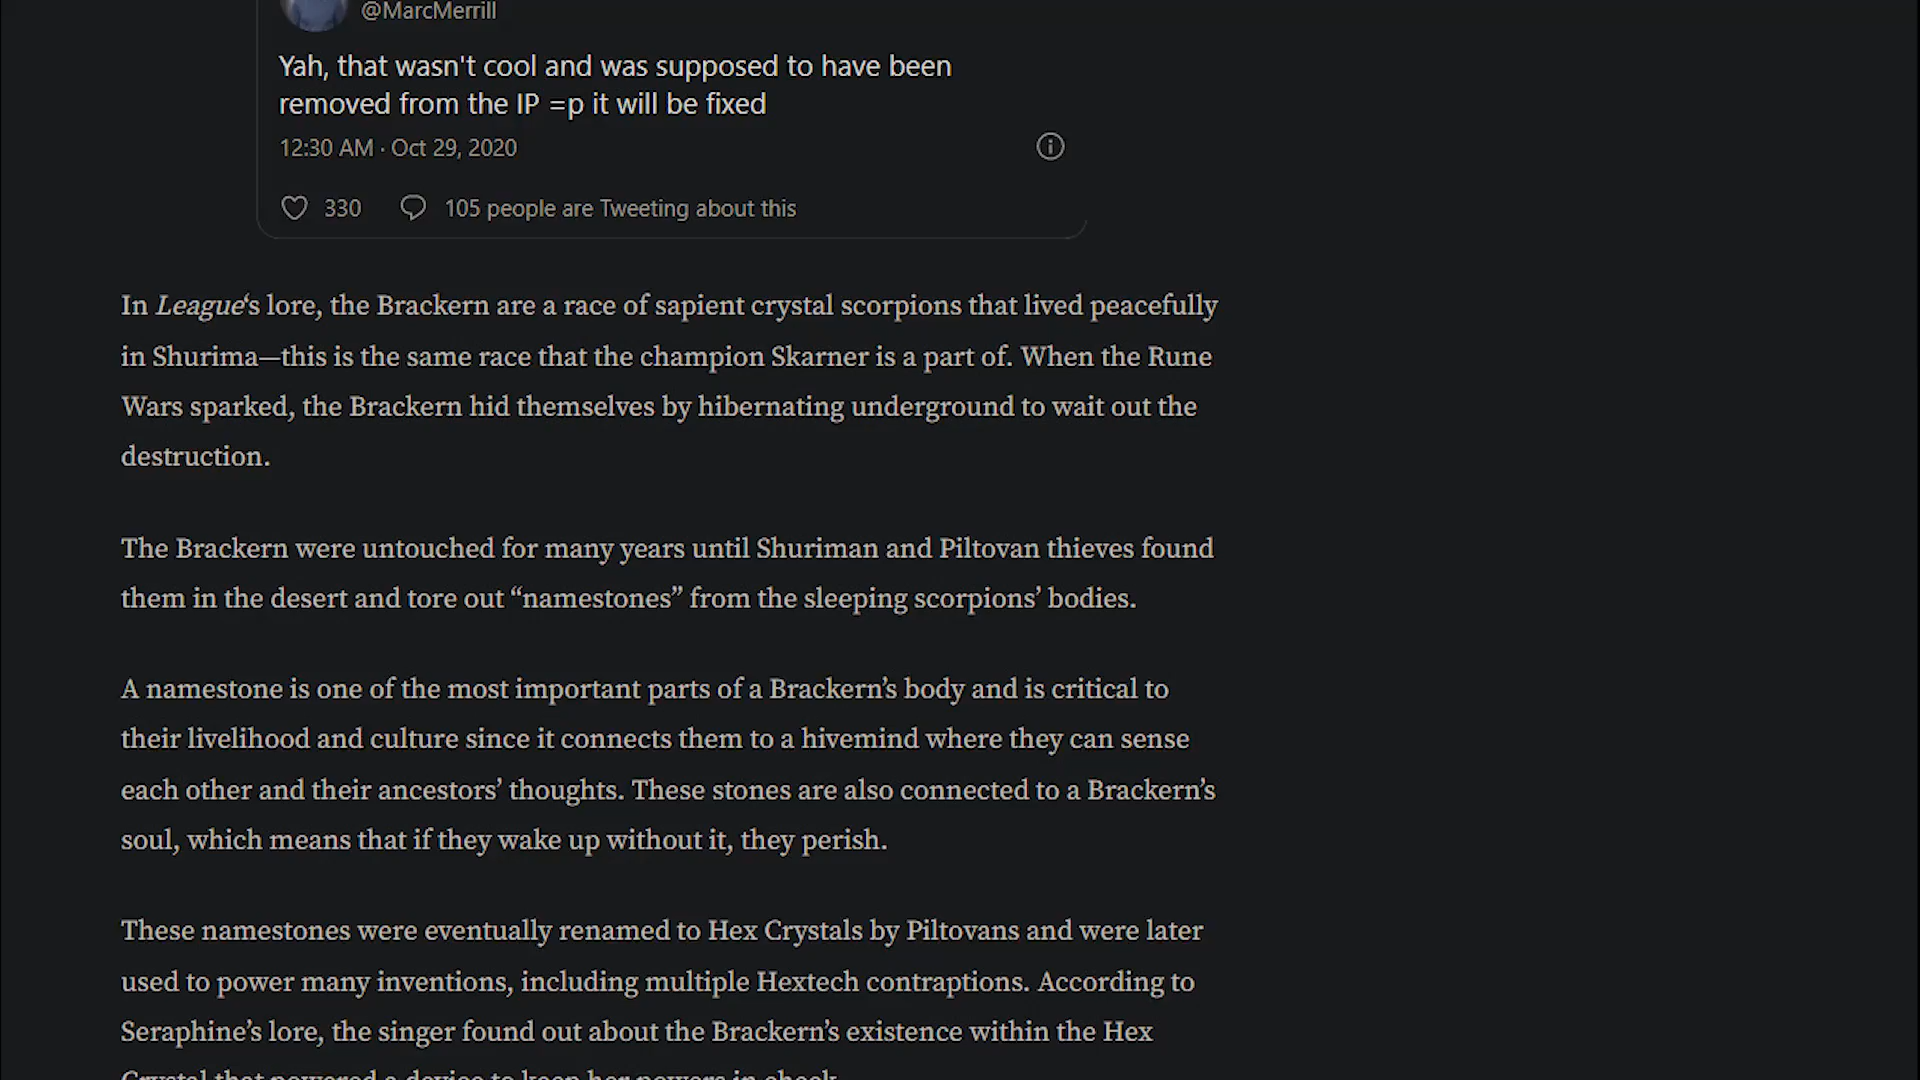 @MarcMerrill
Yah, that wasn't cool and was supposed to have been
removed from the IP =p it will be fixed
12:30 AM · Oct 29, 2020
330 105 people are Tweeting about this
In League‘s lore, the Brackern are a race of sapient crystal scorpions that lived peacefully
in Shurima—this is the same race that the champion Skarner is a part of. When the Rune
Wars sparked, the Brackern hid themselves by hibernating underground to wait out the
destruction.
The Brackern were untouched for many years until Shuriman and Piltovan thieves found
them in the desert and tore out “namestones” from the sleeping scorpions’ bodies.
A namestone is one of the most important parts of a Brackern’s body and is critical to
their livelihood and culture since it connects them to a hivemind where they can sense
each other and their ancestors’ thoughts. These stones are also connected to a Brackern’s
soul, which means that if they wake up without it, they perish.
These namestones were eventually renamed to Hex Crystals by Piltovans and were later
used to power many inventions, including multiple Hextech contraptions. According to
Seraphine’s lore, the singer found out about the Brackern’s existence within the Hex
Crystal that powered a device to keep her powers in check.